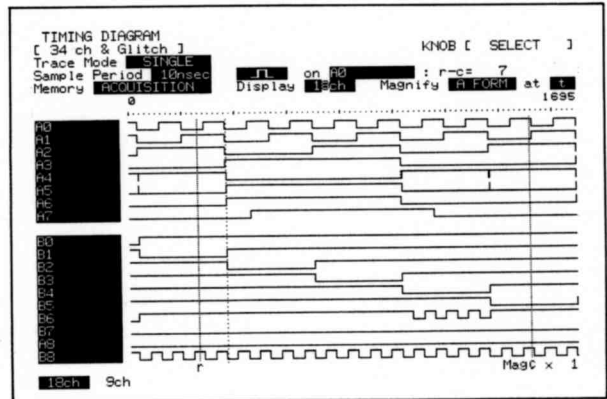 TIMING DIAGRAM
[ 34 ch & Glitch ] KNOB [ SELECT ]
Trace Mode SINGLE
Sample Period 10nsec on A0 : r-c= 7
Memory ACQUISITION Display 18ch Magnify A FORM at t
0 1695
A0
A1
A2
A3
A4
A5
A6
A7
B0
B1
B2
B3
B4
B5
B6
B7
A8
B8
r Mag¢ x 1
18ch 9ch